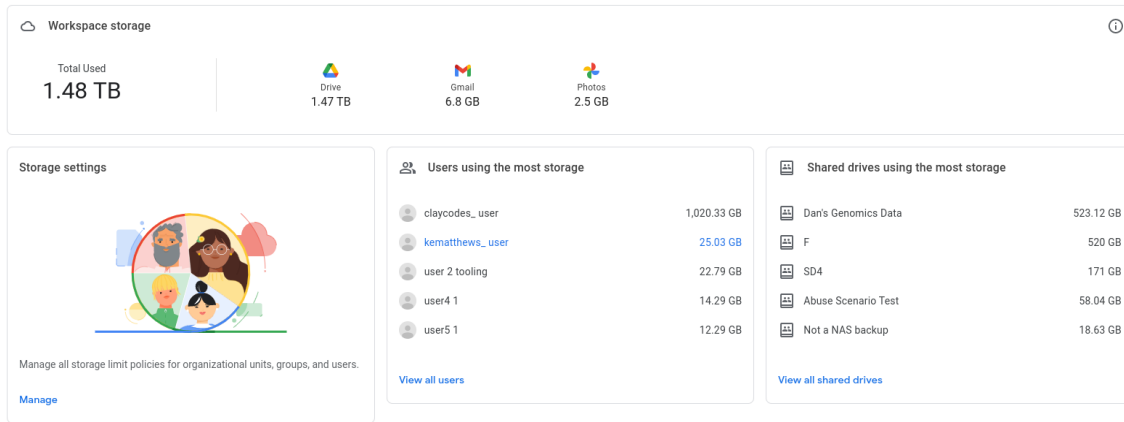 Workspace storage
Total Used
1.48 TB
Drive
1.47 TB
Gmail
6.8 GB
Photos
2.5 GB
Storage settings
Manage all storage limit policies for organizational units, groups, and users.
Manage
Users using the most storage
claycodes_ user 1,020.33 GB
kematthews_ user 25.03 GB
user 2 tooling 22.79 GB
user4 1 14.29 GB
user5 1 12.29 GB
View all users
Shared drives using the most storage
Dan's Genomics Data 523.12 GB
F 520 GB
SD4 171 GB
Abuse Scenario Test 58.04 GB
Not a NAS backup 18.63 GB
View all shared drives